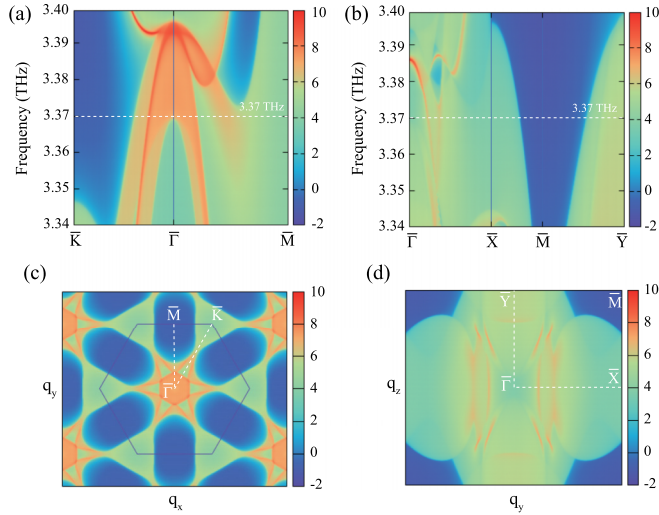 (a)
3.40
3.39
3.38
3.37
3.36
3.35
3.34
Frequency (THz)
3.37 THz
K̅
Γ̅
M̅
10
8
6
4
2
0
-2
(b)
3.40
3.39
3.38
3.37
3.36
3.35
3.34
Frequency (THz)
3.37 THz
Γ̅
X̅
M̅
Y̅
10
8
6
4
2
0
-2
(c)
M̅
K̅
Γ̅
q_y
q_x
10
8
6
4
2
0
-2
(d)
Y̅
M̅
Γ̅
X̅
q_z
q_y
10
8
6
4
2
0
-2